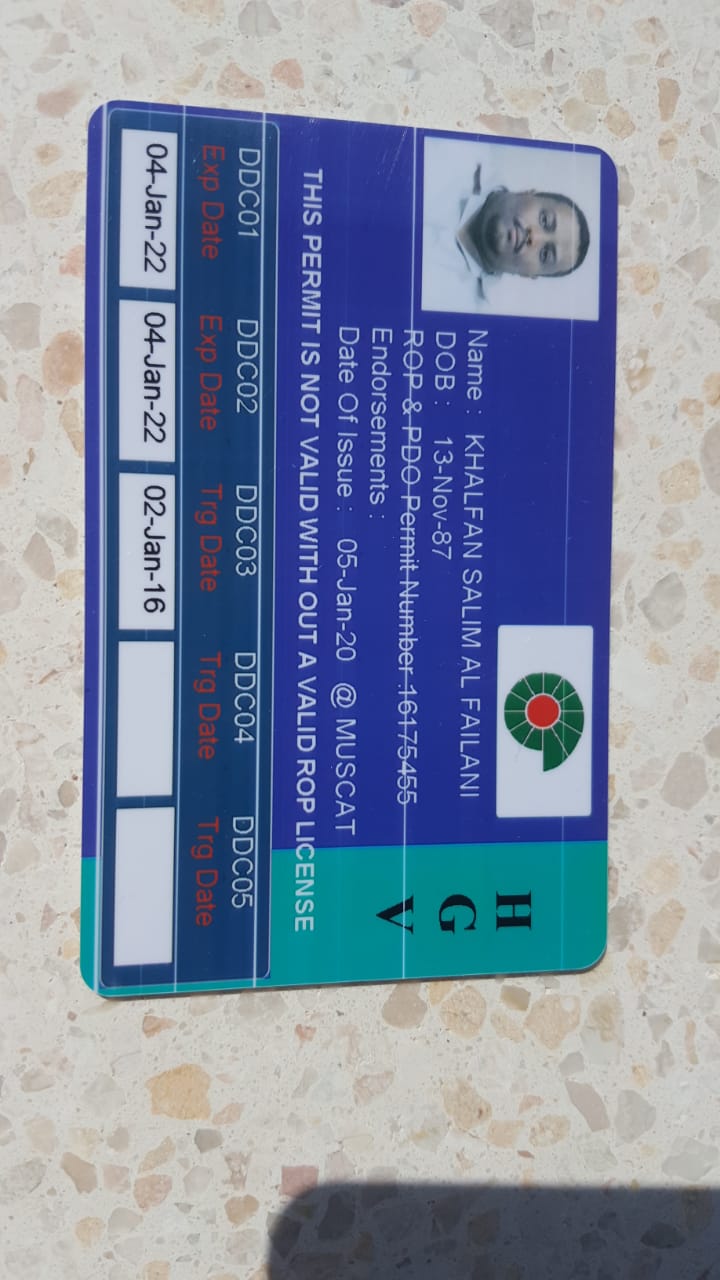 Name : KHALFAN SALIM AL FAILANI
DOB : 13-Nov-87
ROP & PDO Permit Number 16175455
Endorsements :
Date Of Issue : 05-Jan-20 @ MUSCAT
H
G
V
THIS PERMIT IS NOT VALID WITH OUT A VALID ROP LICENSE
DDC01 DDC02 DDC03 DDC04 DDC05
Exp Date Exp Date Trg Date Trg Date Trg Date
04-Jan-22 04-Jan-22 02-Jan-16